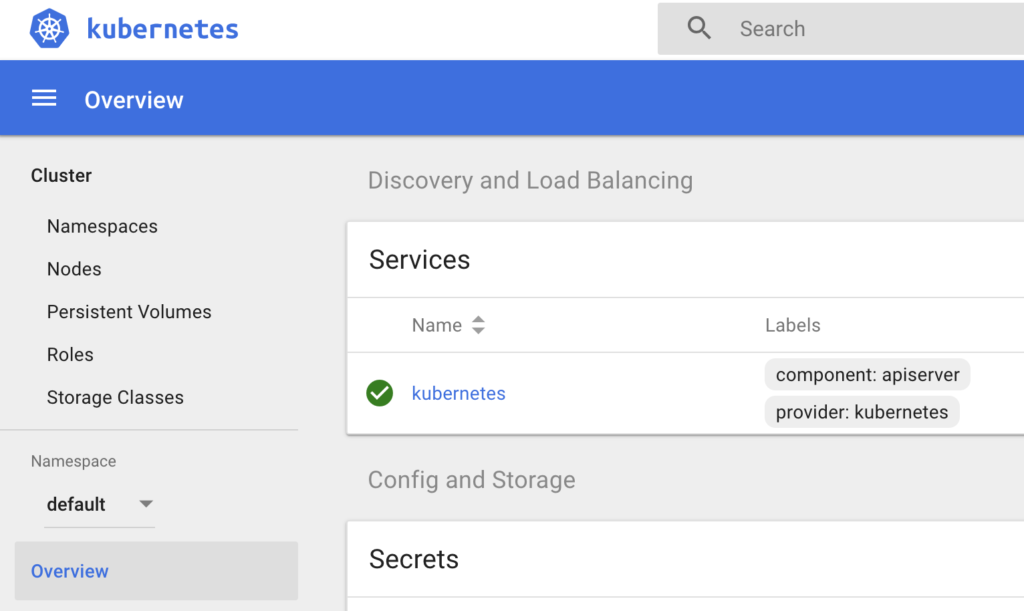 kubernetes
Search
Overview
Cluster
Namespaces
Nodes
Persistent Volumes
Roles
Storage Classes
Namespace
default
Overview
Discovery and Load Balancing
Services
Name
Labels
kubernetes
component: apiserver
provider: kubernetes
Config and Storage
Secrets